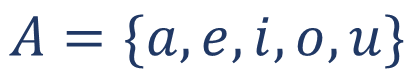 A = {a, e, i, o, u}